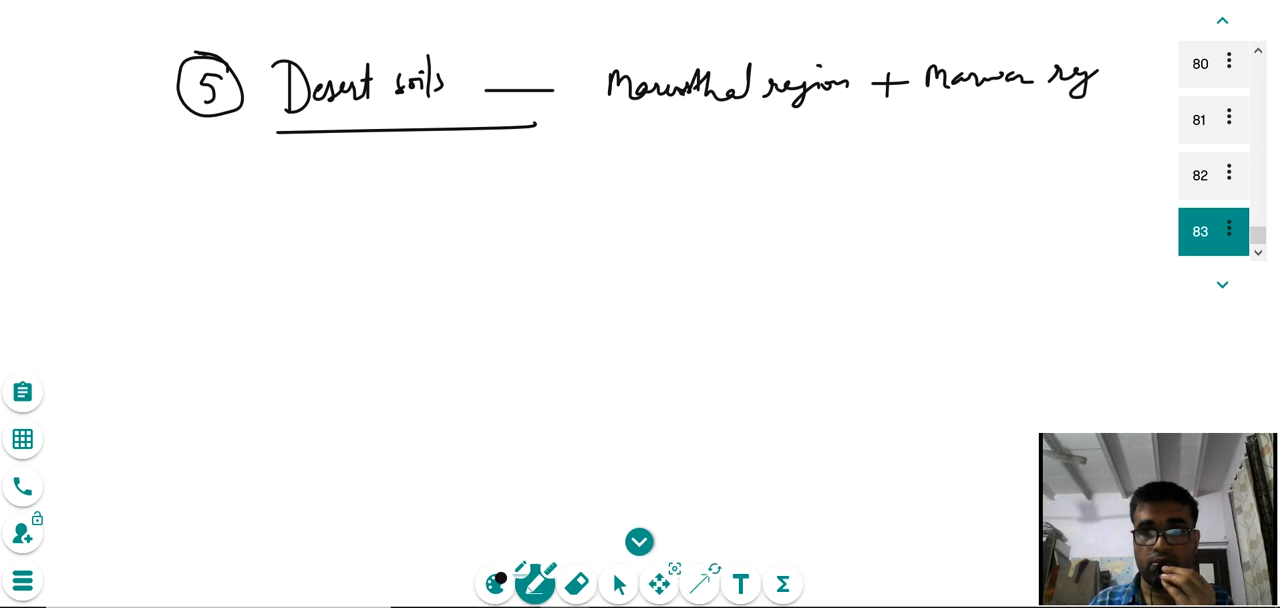 5 Desert soils — Marusthal region + Marwar reg
80
81
82
83
T
Σ